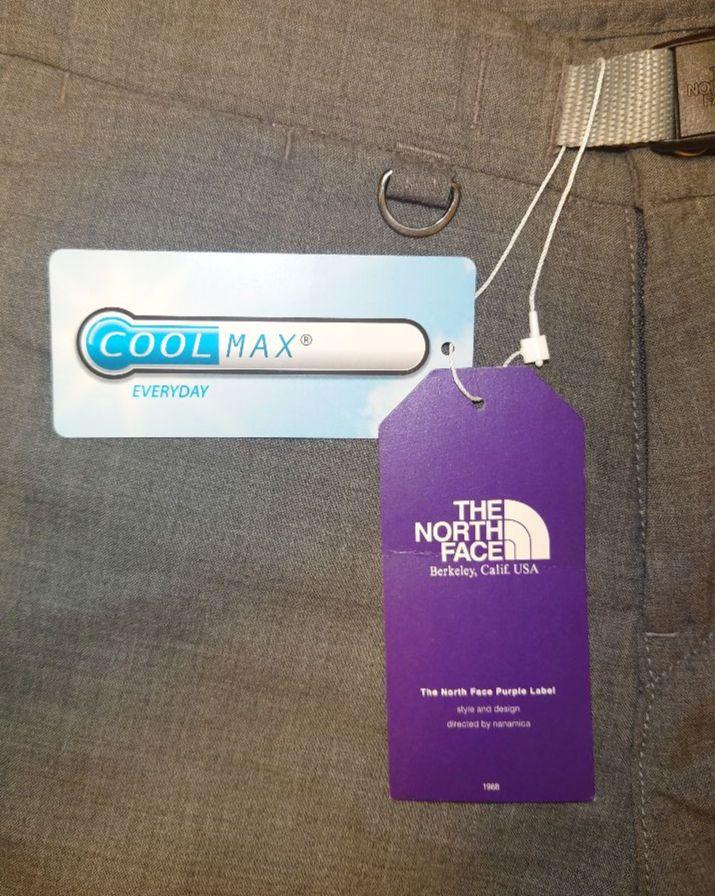 COOLMAX®
EVERYDAY
THE
NORTH
FACE
Berkeley, Calif. USA
The North Face Purple Label
style and design
directed by nanamica
1968